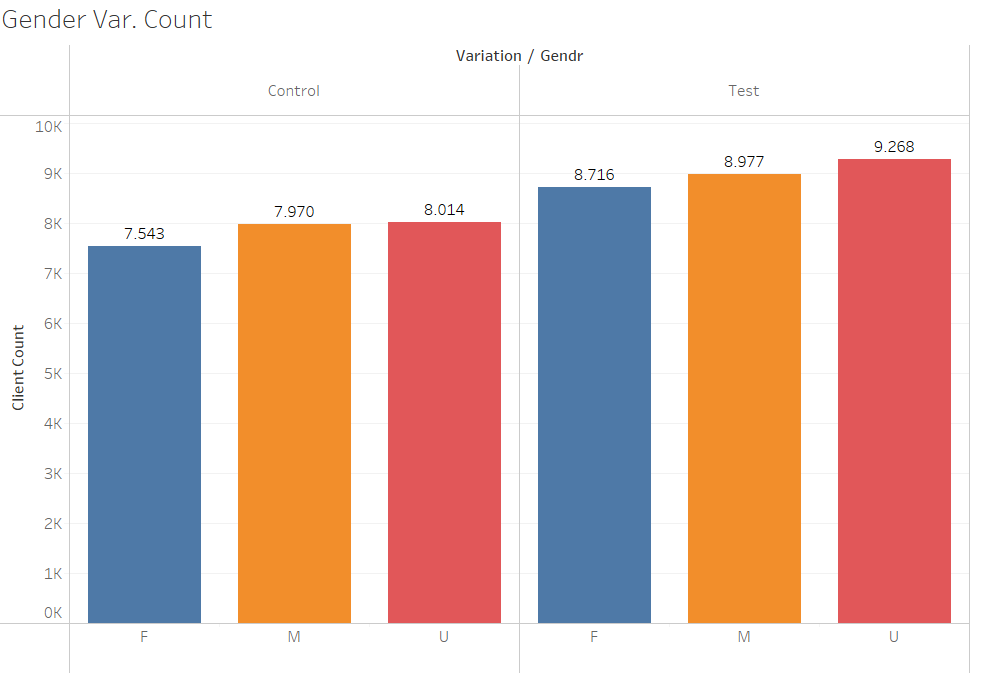 Gender Var. Count
Variation / Gendr
Control Test
10K
9K
8K
7K
6K
5K
4K
3K
2K
1K
0K
Client Count
7.543 7.970 8.014 8.716 8.977 9.268
F M U F M U